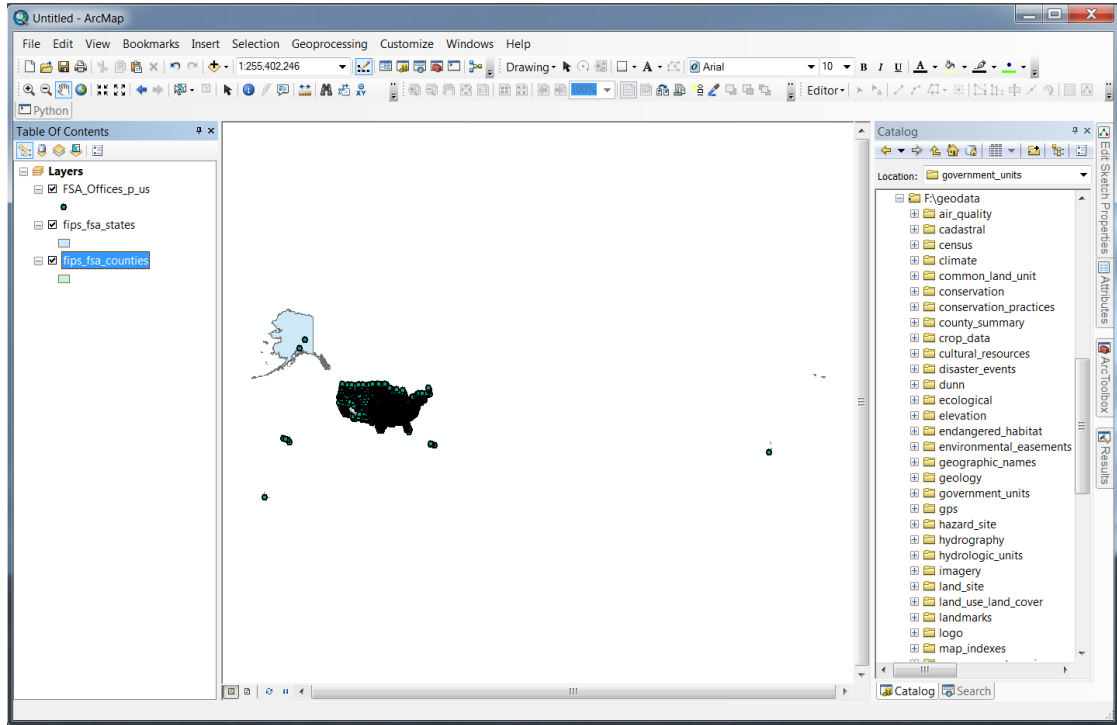 Untitled - ArcMap
File Edit View Bookmarks Insert Selection Geoprocessing Customize Windows Help
1:255,402,246 Drawing A Arial 10 B I U A
100% Editor
Python
Table Of Contents
Layers
FSA_Offices_p_us
fips_fsa_states
fips_fsa_counties
Catalog
Location: government_units
F:\geodata
air_quality
cadastral
census
climate
common_land_unit
conservation
conservation_practices
county_summary
crop_data
cultural_resources
disaster_events
dunn
ecological
elevation
endangered_habitat
environmental_easements
geographic_names
geology
government_units
gps
hazard_site
hydrography
hydrologic_units
imagery
land_site
land_use_land_cover
landmarks
logo
map_indexes
Catalog Search
Edit Sketch Properties
Attributes
ArcToolbox
Results